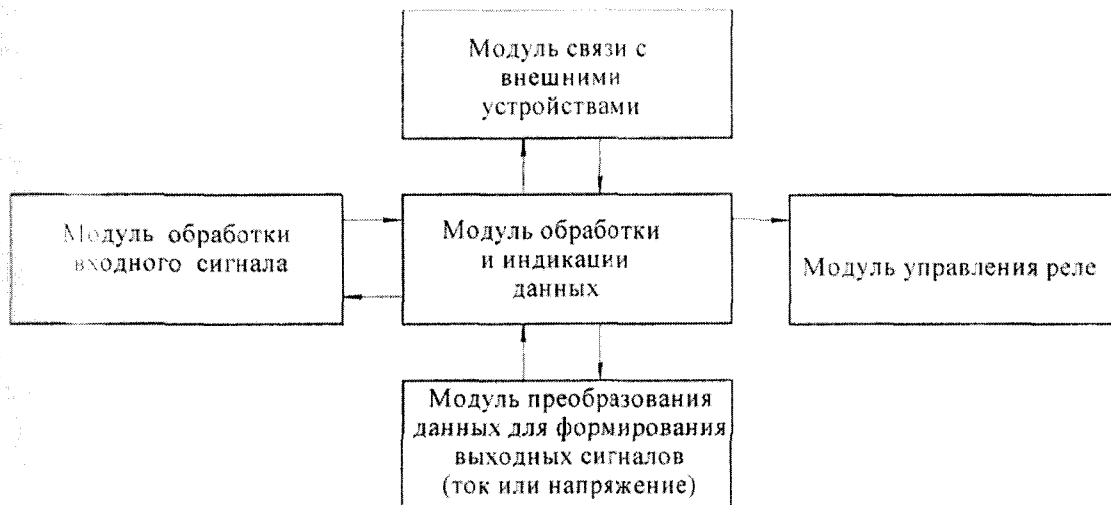 Модуль связи с
внешними
устройствами
Модуль обработки
входного сигнала
Модуль обработки
и индикации
данных
Модуль управления реле
Модуль преобразования
данных для формирования
выходных сигналов
(ток или напряжение)